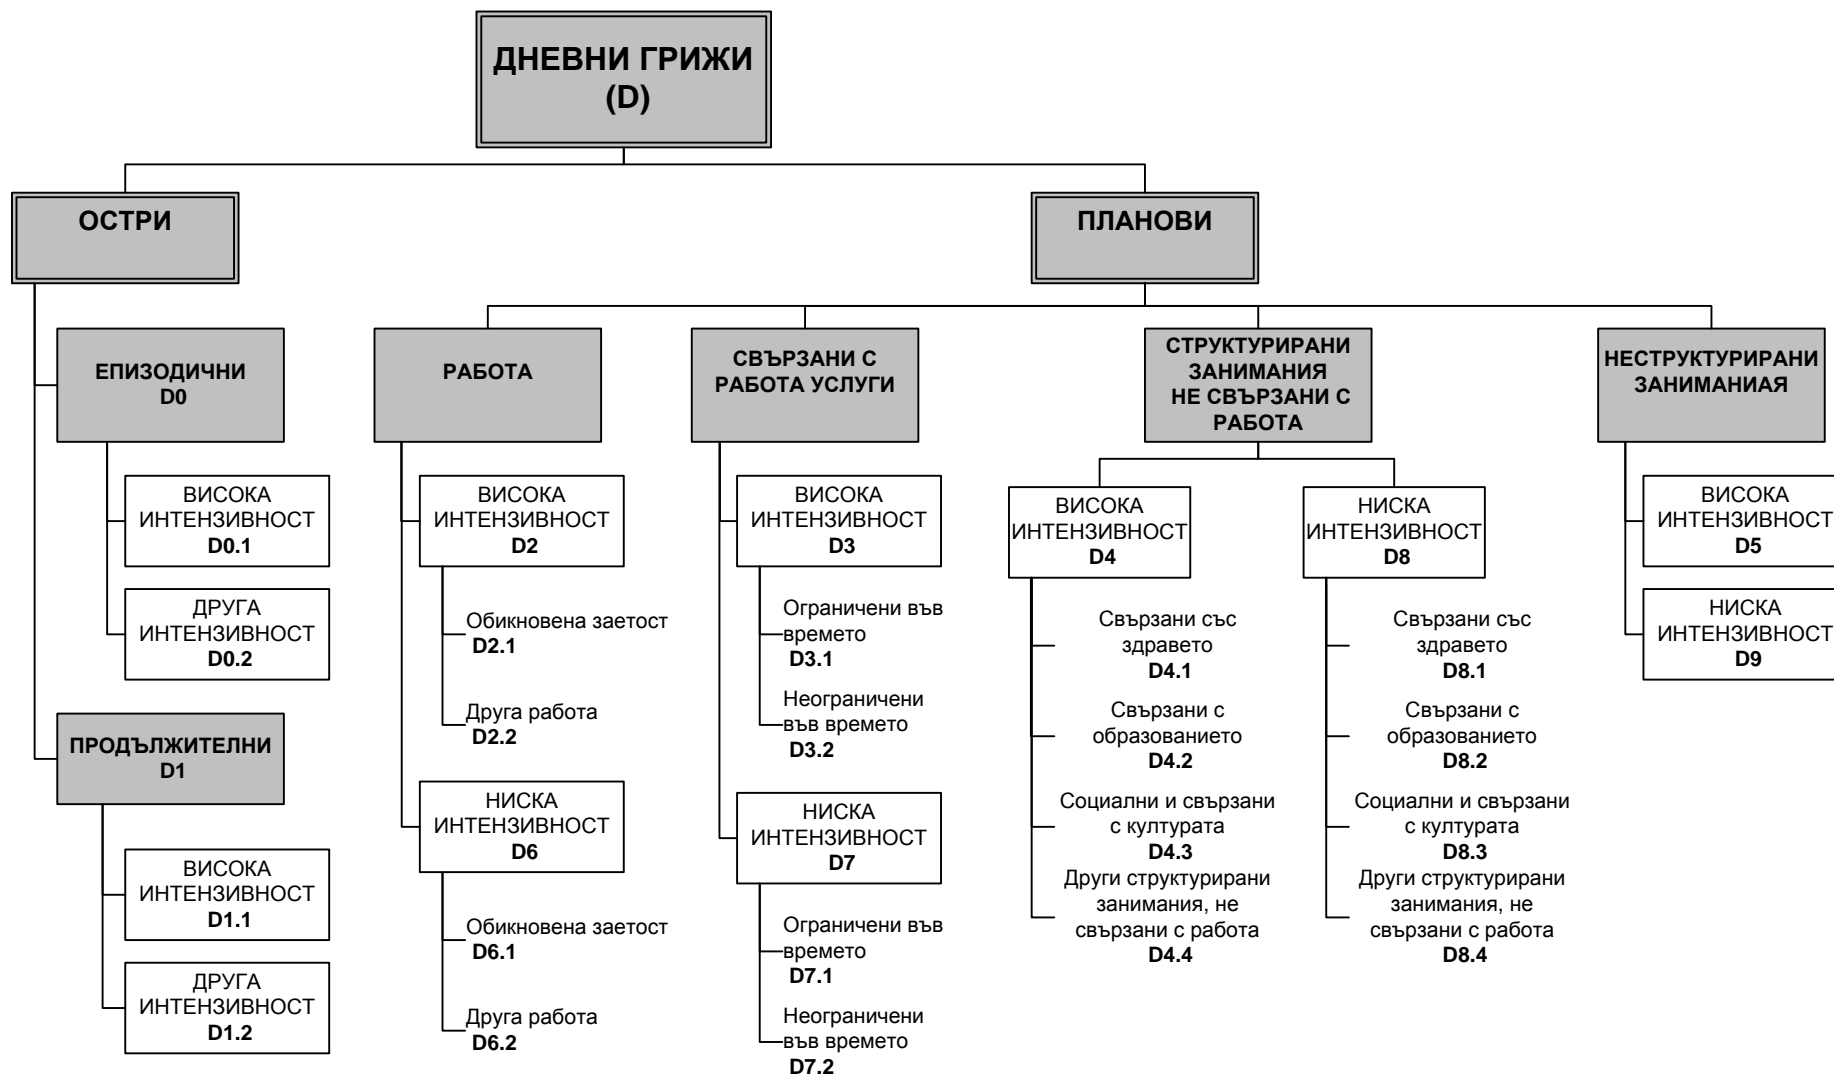 ДНЕВНИ ГРИЖИ
(D)
ОСТРИ
ПЛАНОВИ
ЕПИЗОДИЧНИ
D0
ВИСОКА
ИНТЕНЗИВНОСТ
D0.1
ДРУГА
ИНТЕНЗИВНОСТ
D0.2
ПРОДЪЛЖИТЕЛНИ
D1
ВИСОКА
ИНТЕНЗИВНОСТ
D1.1
ДРУГА
ИНТЕНЗИВНОСТ
D1.2
РАБОТА
ВИСОКА
ИНТЕНЗИВНОСТ
D2
Обикновена заетост
D2.1
Друга работа
D2.2
НИСКА
ИНТЕНЗИВНОСТ
D6
Обикновена заетост
D6.1
Друга работа
D6.2
СВЪРЗАНИ С
РАБОТА УСЛУГИ
ВИСОКА
ИНТЕНЗИВНОСТ
D3
Ограничени във
времето
D3.1
Неограничени
във времето
D3.2
НИСКА
ИНТЕНЗИВНОСТ
D7
Ограничени във
времето
D7.1
Неограничени
във времето
D7.2
СТРУКТУРИРАНИ
ЗАНИМАНИЯ
НЕ СВЪРЗАНИ С
РАБОТА
ВИСОКА
ИНТЕНЗИВНОСТ
D4
Свързани със
здравето
D4.1
Свързани с
образованието
D4.2
Социални и свързани
с културата
D4.3
Други структурирани
занимания, не
свързани с работа
D4.4
НИСКА
ИНТЕНЗИВНОСТ
D8
Свързани със
здравето
D8.1
Свързани с
образованието
D8.2
Социални и свързани
с културата
D8.3
Други структурирани
занимания, не
свързани с работа
D8.4
НЕСТРУКТУРИРАНИ
ЗАНИМАНИАЯ
ВИСОКА
ИНТЕНЗИВНОСТ
D5
НИСКА
ИНТЕНЗИВНОСТ
D9